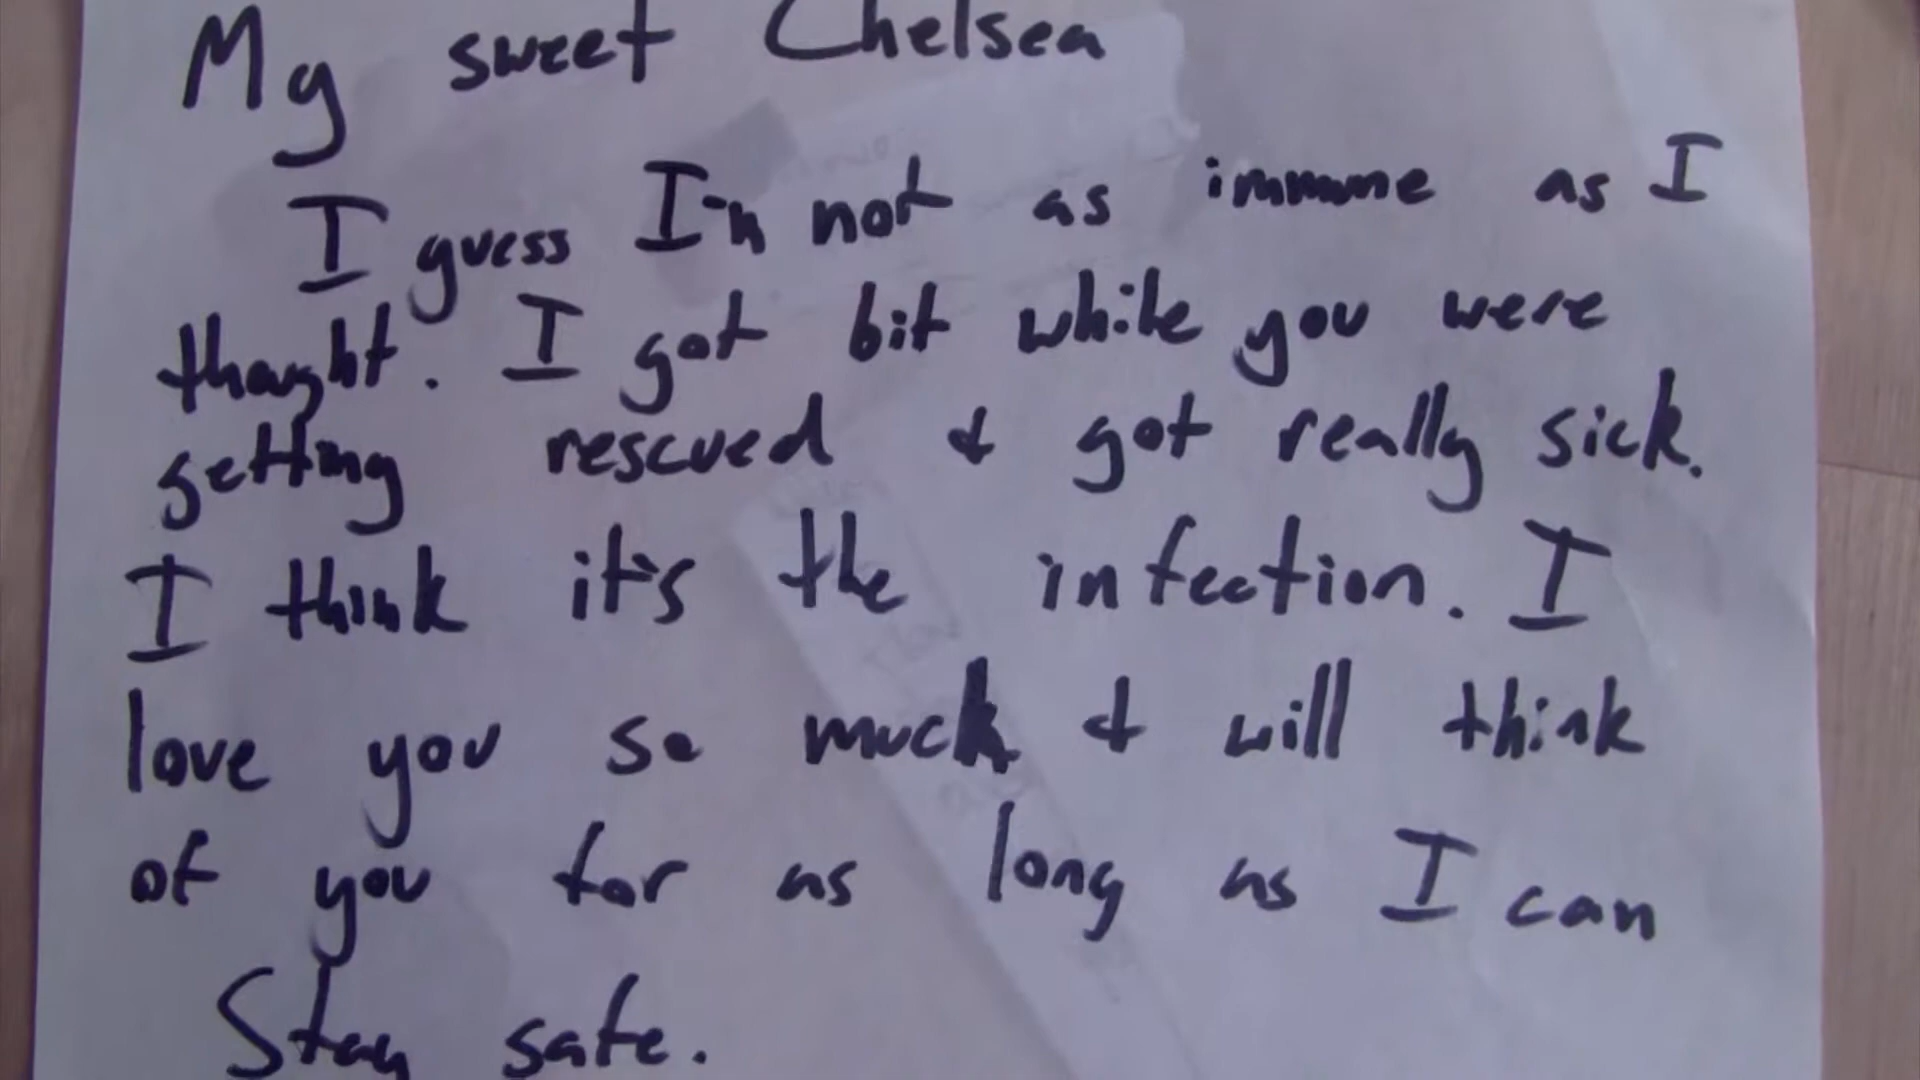 My sweet Chelsea
I guess I'm not as immune as I
thought. I got bit while you were
getting rescued & got really sick.
I think it's the infection. I
love you so much & will think
of you for as long as I can
Stay safe.